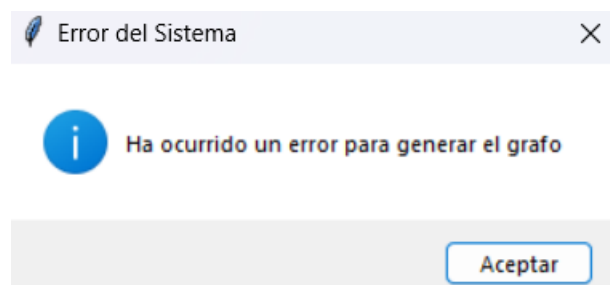 Error del Sistema
Ha ocurrido un error para generar el grafo
Aceptar